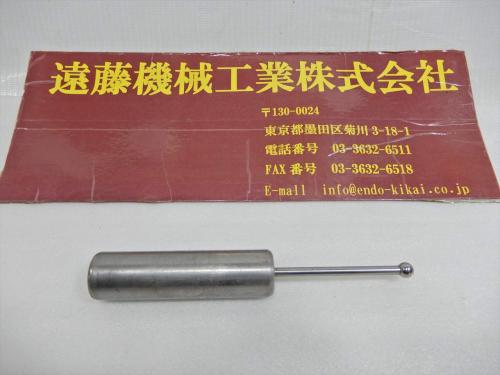 遠藤機械工業株式会社
〒130-0024
東京都墨田区菊川3-18-1
電話番号 03-3632-6511
FAX番号 03-3632-6518
E-mail info@endo-kikai.co.jp